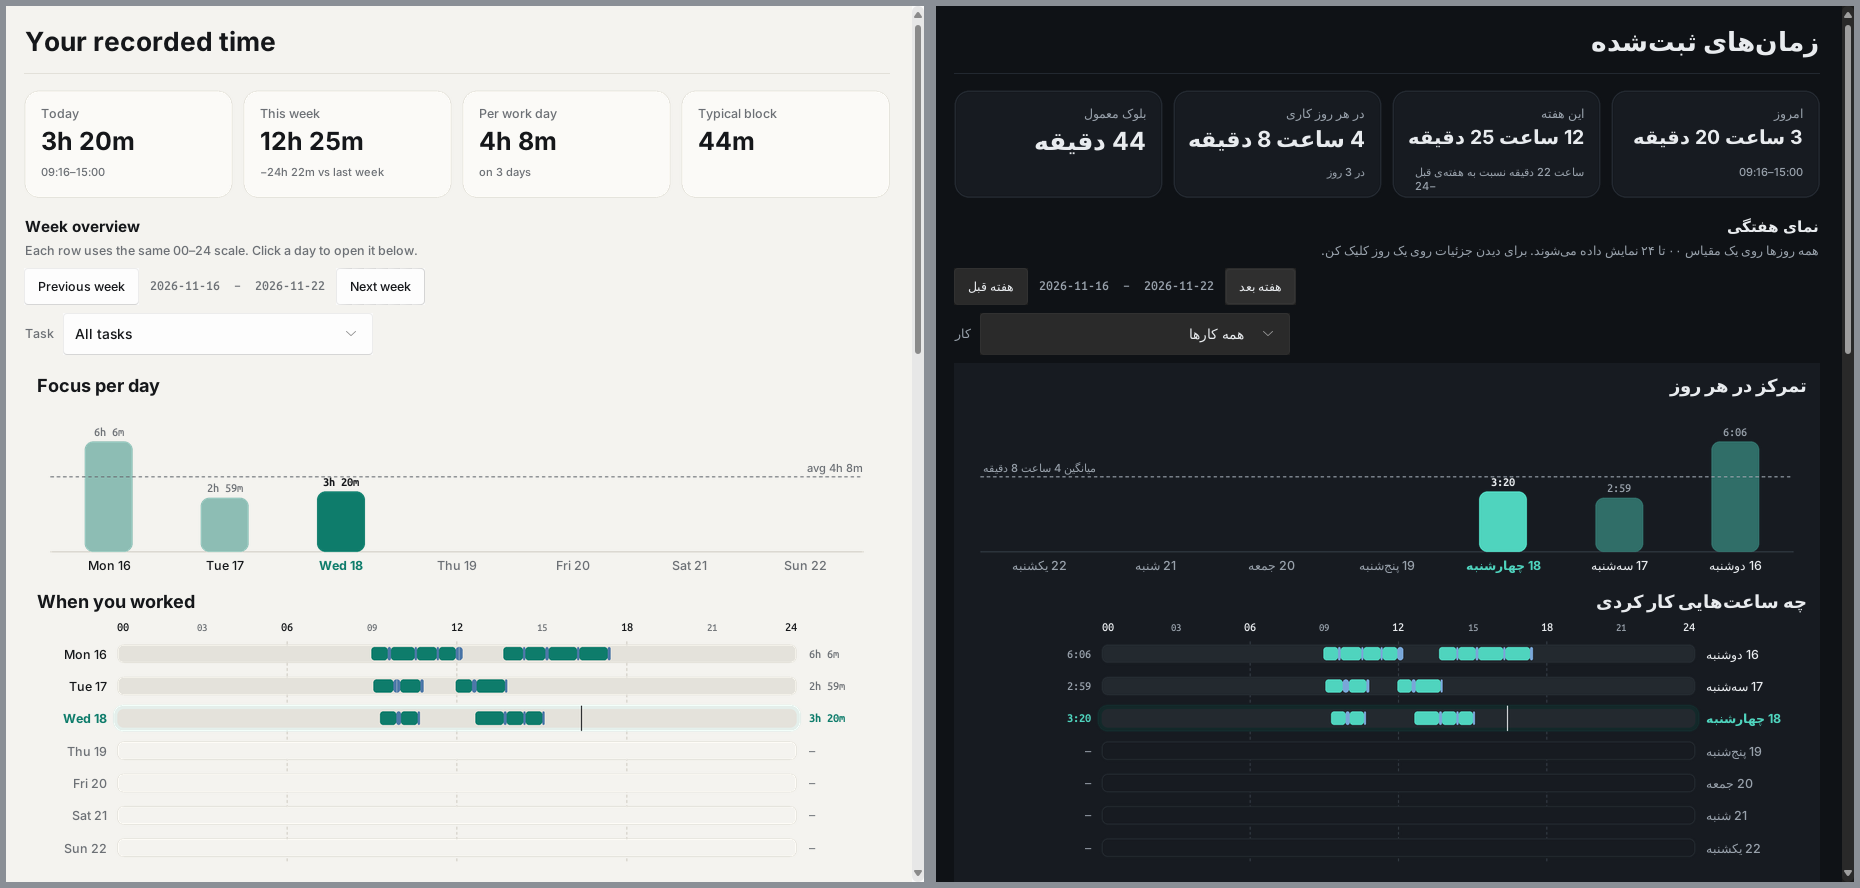 Your recorded time
Today
3h 20m
09:16–15:00
This week
12h 25m
−24h 22m vs last week
Per work day
4h 8m
on 3 days
Typical block
44m
Week overview
Each row uses the same 00–24 scale. Click a day to open it below.
Previous week 2026-11-16 – 2026-11-22 Next week
Task All tasks
Focus per day
6h 6m
avg 4h 8m
2h 59m
3h 20m
Mon 16 Tue 17 Wed 18 Thu 19 Fri 20 Sat 21 Sun 22
When you worked
00 03 06 09 12 15 18 21 24
Mon 16 6h 6m
Tue 17 2h 59m
Wed 18 3h 20m
Thu 19 –
Fri 20 –
Sat 21 –
Sun 22 –
زمان‌های ثبت‌شده
امروز
3 ساعت 20 دقیقه
09:16–15:00
این هفته
12 ساعت 25 دقیقه
ساعت 22 دقیقه نسبت به هفته‌ی قبل
24−
در هر روز کاری
4 ساعت 8 دقیقه
در 3 روز
بلوک معمول
44 دقیقه
نمای هفتگی
همه روزها روی یک مقیاس ۰۰ تا ۲۴ نمایش داده می‌شوند. برای دیدن جزئیات روی یک روز کلیک کن.
هفته قبل 2026-11-16 – 2026-11-22 هفته بعد
کار همه کارها
تمرکز در هر روز
6:06
میانگین 4 ساعت 8 دقیقه
3:20
2:59
16 دوشنبه 17 سه‌شنبه 18 چهارشنبه 19 پنج‌شنبه 20 جمعه 21 شنبه 22 یکشنبه
چه ساعت‌هایی کار کردی
00 03 06 09 12 15 18 21 24
16 دوشنبه 6:06
17 سه‌شنبه 2:59
18 چهارشنبه 3:20
19 پنج‌شنبه –
20 جمعه –
21 شنبه –
22 یکشنبه –